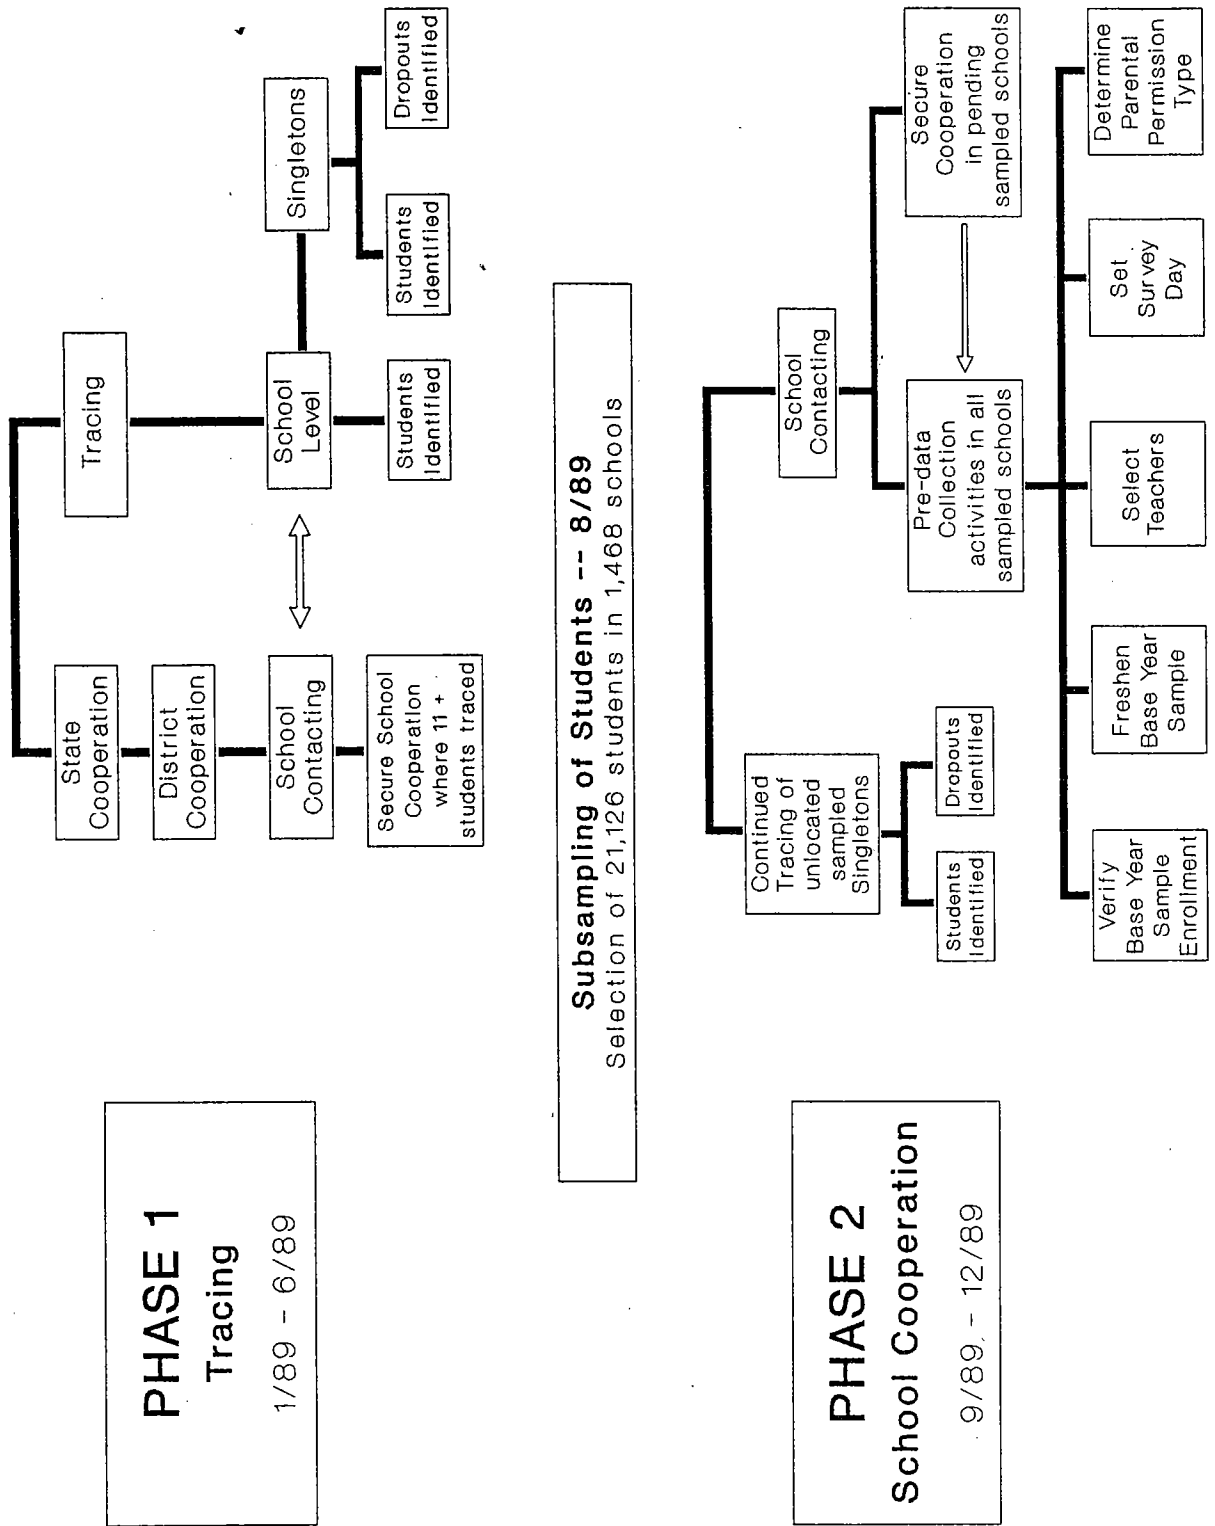 PHASE 1
Tracing
1/89 - 6/89
State
Cooperation
District
Cooperation
School
Contacting
Secure School
Cooperation
where 11 +
students traced
Tracing
School
Level
Students
Identified
Singletons
Students
Identified
Dropouts
Identified
Subsampling of Students -- 8/89
Selection of 21,126 students in 1,468 schools
PHASE 2
School Cooperation
9/89 - 12/89
Continued
Tracing of
unlocated
sampled
Singletons
Students
Identified
Dropouts
Identified
School
Contacting
Pre-data
Collection
activities in all
sampled schools
Secure
Cooperation
in pending
sampled schools
Verify
Base Year
Sample
Enrollment
Freshen
Base Year
Sample
Select
Teachers
Set
Survey
Day
Determine
Parental
Permission
Type